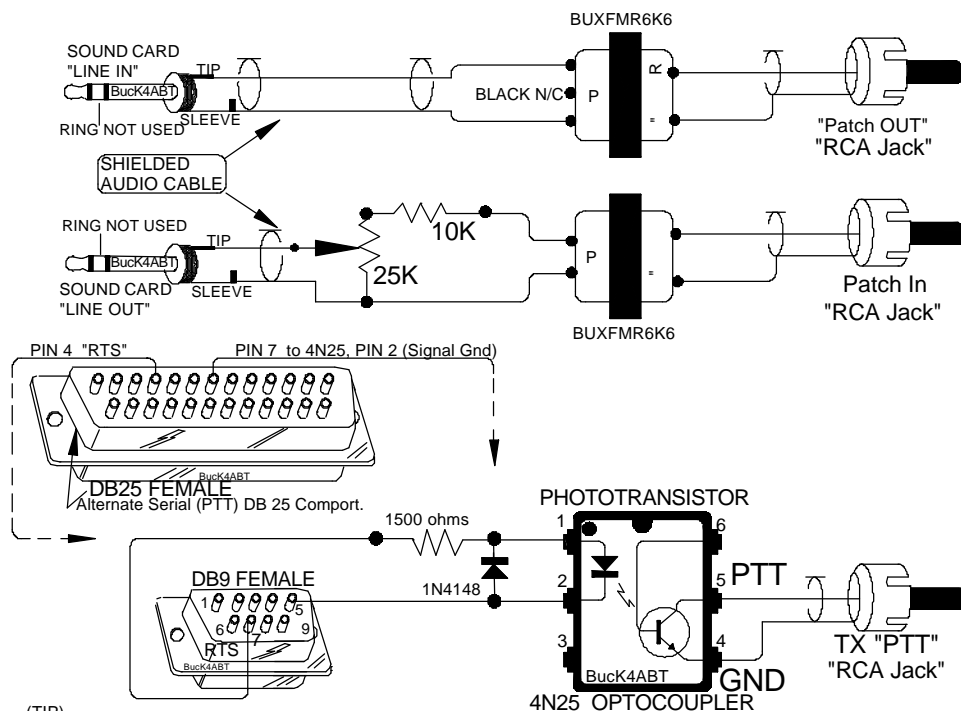 BUXFMR6K6
SOUND CARD
"LINE IN"
TIP
BucK4ABT
RING NOT USED
SLEEVE
BLACK N/C
P
R
=
"Patch OUT"
"RCA Jack"
SHIELDED
AUDIO CABLE
RING NOT USED
TIP
BucK4ABT
SOUND CARD
"LINE OUT"
SLEEVE
10K
25K
P
=
BUXFMR6K6
Patch In
"RCA Jack"
PIN 4 "RTS"
PIN 7 to 4N25, PIN 2 (Signal Gnd)
BucK4ABT
DB25 FEMALE
Alternate Serial (PTT) DB 25 Comport.
1500 ohms
1N4148
DB9 FEMALE
1
5
6
7
9
RTS
BucK4ABT
PHOTOTRANSISTOR
1
6
2
5
PTT
3
4
GND
BucK4ABT
4N25 OPTOCOUPLER
TX "PTT"
"RCA Jack"
(TIP)